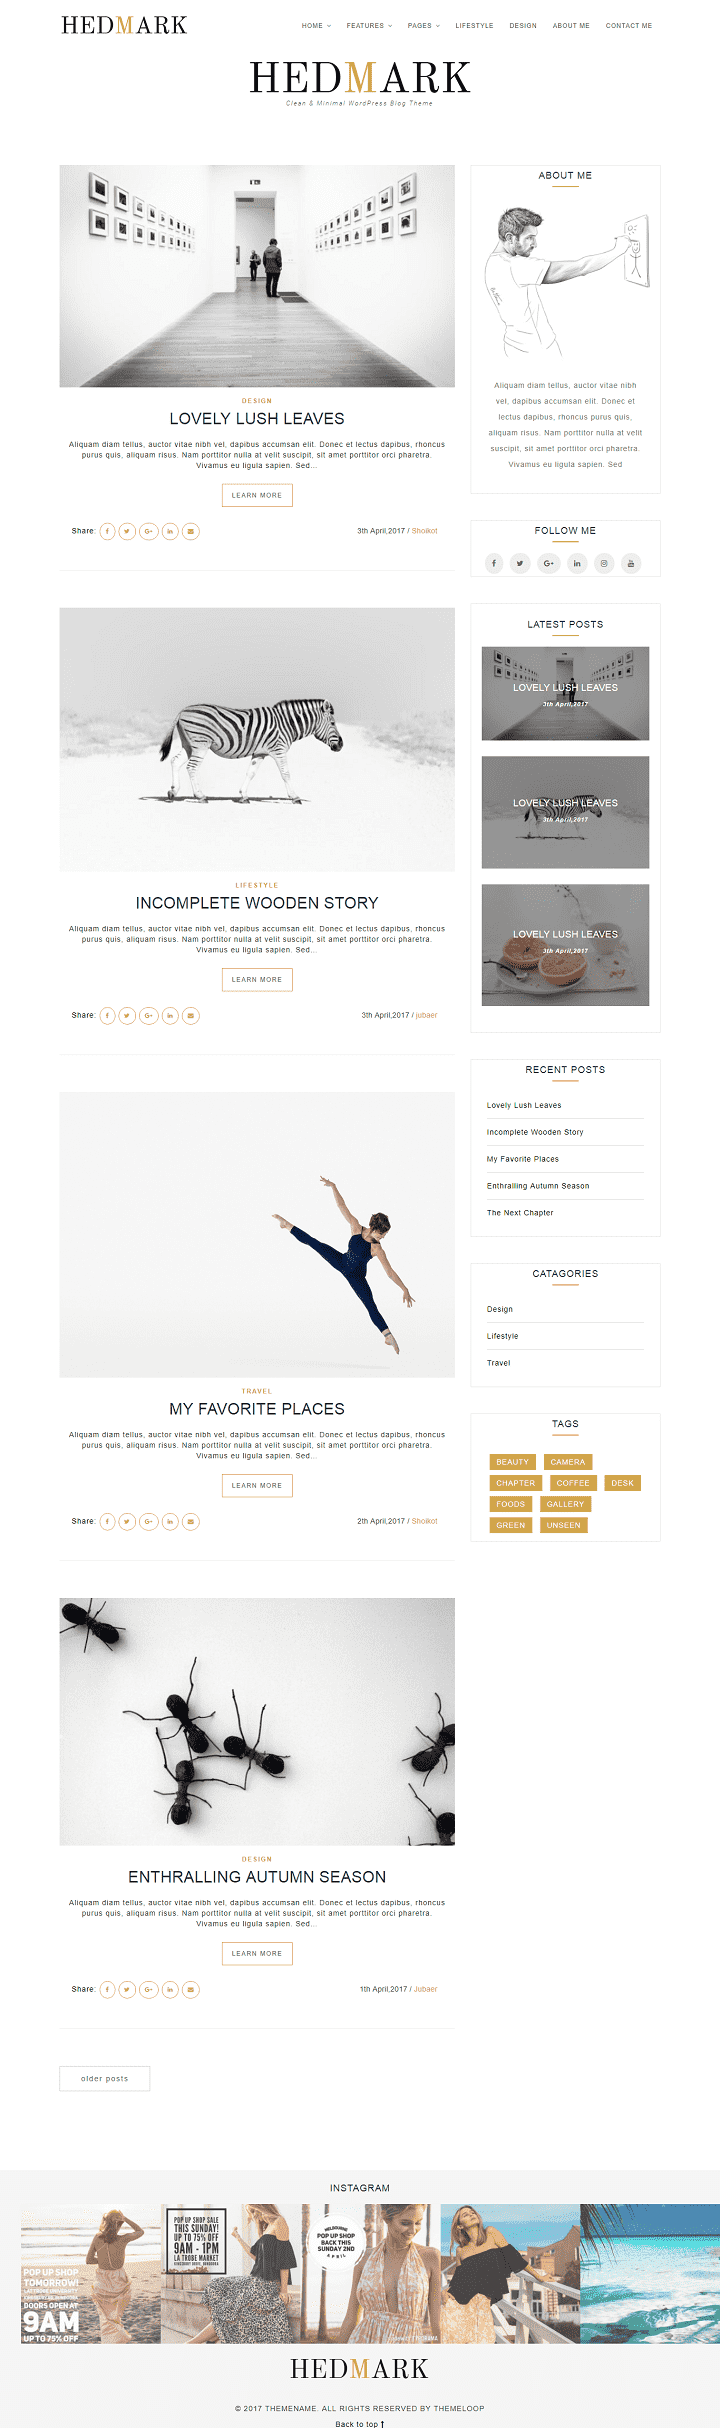 HEDMARK
HOME FEATURES PAGES LIFESTYLE DESIGN ABOUT ME CONTACT ME
HEDMARK
Clean & Minimal WordPress Blog Theme
DESIGN
LOVELY LUSH LEAVES
Aliquam diam tellus, auctor vitae nibh vel, dapibus accumsan elit. Donec et lectus dapibus, rhoncus
purus quis, aliquam risus. Nam porttitor nulla at velit suscipit, sit amet porttitor orci pharetra.
Vivamus eu ligula sapien. Sed...
LEARN MORE
Share:
3th April,2017 / Shoikot
LIFESTYLE
INCOMPLETE WOODEN STORY
Aliquam diam tellus, auctor vitae nibh vel, dapibus accumsan elit. Donec et lectus dapibus, rhoncus
purus quis, aliquam risus. Nam porttitor nulla at velit suscipit, sit amet porttitor orci pharetra.
Vivamus eu ligula sapien. Sed...
LEARN MORE
Share:
3th April,2017 / jubaer
TRAVEL
MY FAVORITE PLACES
Aliquam diam tellus, auctor vitae nibh vel, dapibus accumsan elit. Donec et lectus dapibus, rhoncus
purus quis, aliquam risus. Nam porttitor nulla at velit suscipit, sit amet porttitor orci pharetra.
Vivamus eu ligula sapien. Sed...
LEARN MORE
Share:
2th April,2017 / Shoikot
DESIGN
ENTHRALLING AUTUMN SEASON
Aliquam diam tellus, auctor vitae nibh vel, dapibus accumsan elit. Donec et lectus dapibus, rhoncus
purus quis, aliquam risus. Nam porttitor nulla at velit suscipit, sit amet porttitor orci pharetra.
Vivamus eu ligula sapien. Sed...
LEARN MORE
Share:
1th April,2017 / Jubaer
older posts
ABOUT ME
Aliquam diam tellus, auctor vitae nibh
vel, dapibus accumsan elit. Donec et
lectus dapibus, rhoncus purus quis,
aliquam risus. Nam porttitor nulla at velit
suscipit, sit amet porttitor orci pharetra.
Vivamus eu ligula sapien. Sed
FOLLOW ME
LATEST POSTS
LOVELY LUSH LEAVES
3th April,2017
LOVELY LUSH LEAVES
3th April,2017
LOVELY LUSH LEAVES
3th April,2017
RECENT POSTS
Lovely Lush Leaves
Incomplete Wooden Story
My Favorite Places
Enthralling Autumn Season
The Next Chapter
CATAGORIES
Design
Lifestyle
Travel
TAGS
BEAUTY CAMERA
CHAPTER COFFEE DESK
FOODS GALLERY
GREEN UNSEEN
INSTAGRAM
POP UP SHOP
TOMORROW!
LA TROBE UNIVERSITY
DOORS OPEN AT
9AM
UP TO 75% OFF
POP UP SHOP SALE
THIS SUNDAY!
UP TO 75% OFF
9AM - 1PM
LA TROBE MARKET
MELBOURNE
POP UP SHOP
BACK THIS
SUNDAY 2ND
APRIL
HEDMARK
© 2017 THEMENAME. ALL RIGHTS RESERVED BY THEMELOOP
Back to top